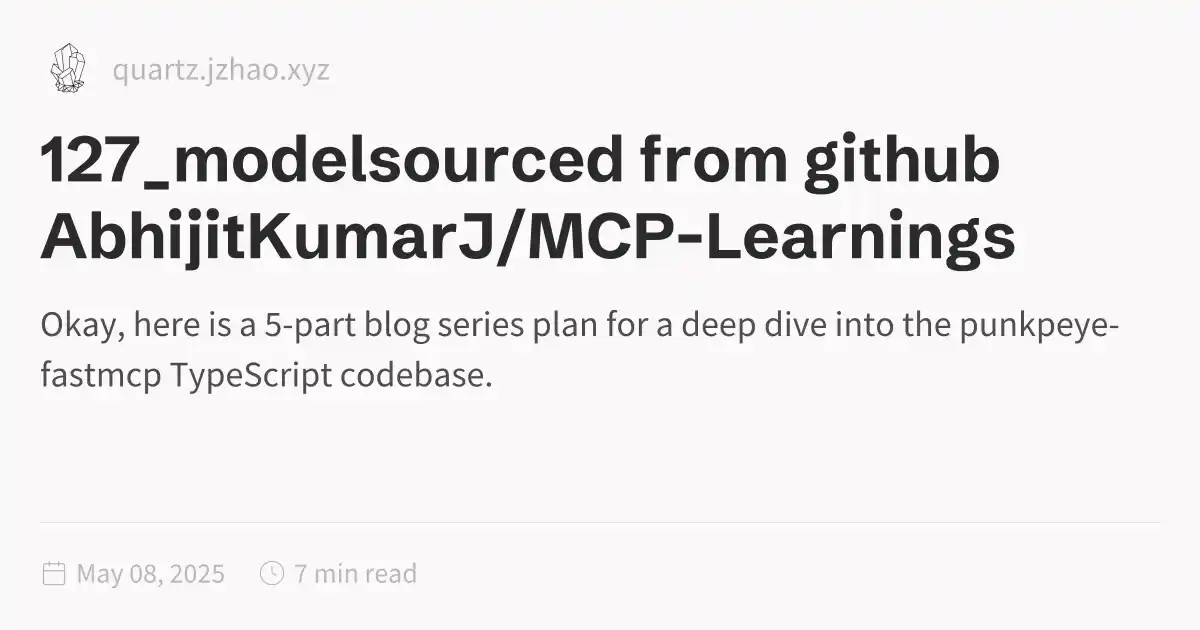 quartz.jzhao.xyz
127_modelsourced from github
AbhijitKumarJ/MCP-Learnings
Okay, here is a 5-part blog series plan for a deep dive into the punkpeye-
fastmcp TypeScript codebase.
May 08, 2025 7 min read